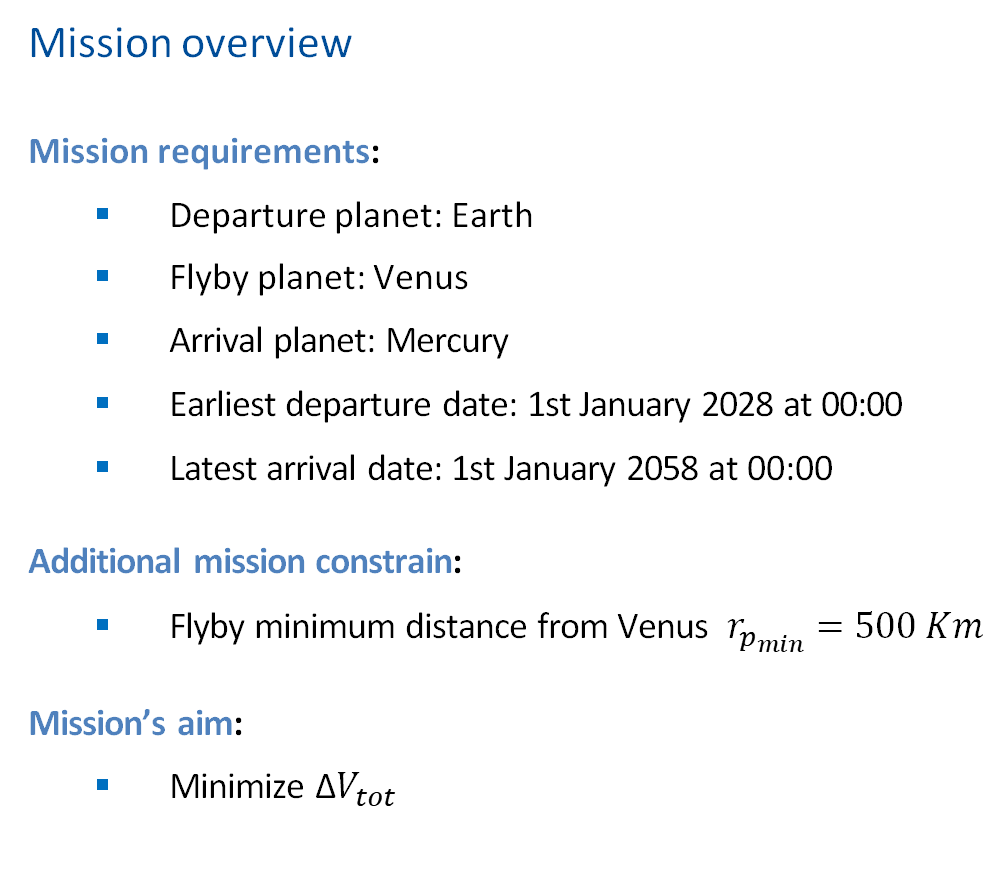 Mission overview
Mission requirements:
▪ Departure planet: Earth
▪ Flyby planet: Venus
▪ Arrival planet: Mercury
▪ Earliest departure date: 1st January 2028 at 00:00
▪ Latest arrival date: 1st January 2058 at 00:00
Additional mission constrain:
▪ Flyby minimum distance from Venus $r_{p_{min}} = 500\ Km$
Mission’s aim:
▪ Minimize $\Delta V_{tot}$